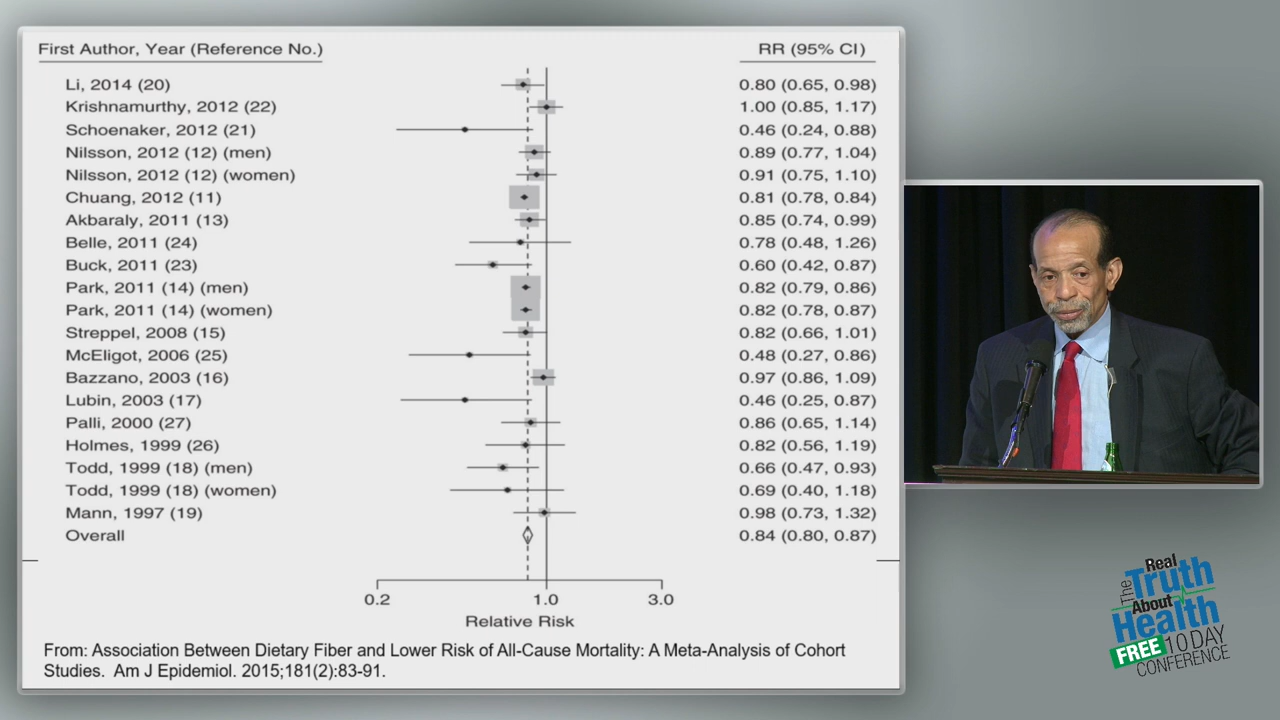 First Author, Year (Reference No.) RR (95% CI)
Li, 2014 (20) 0.80 (0.65, 0.98)
Krishnamurthy, 2012 (22) 1.00 (0.85, 1.17)
Schoenaker, 2012 (21) 0.46 (0.24, 0.88)
Nilsson, 2012 (12) (men) 0.89 (0.77, 1.04)
Nilsson, 2012 (12) (women) 0.91 (0.75, 1.10)
Chuang, 2012 (11) 0.81 (0.78, 0.84)
Akbaraly, 2011 (13) 0.85 (0.74, 0.99)
Belle, 2011 (24) 0.78 (0.48, 1.26)
Buck, 2011 (23) 0.60 (0.42, 0.87)
Park, 2011 (14) (men) 0.82 (0.79, 0.86)
Park, 2011 (14) (women) 0.82 (0.78, 0.87)
Streppel, 2008 (15) 0.82 (0.66, 1.01)
McEligot, 2006 (25) 0.48 (0.27, 0.86)
Bazzano, 2003 (16) 0.97 (0.86, 1.09)
Lubin, 2003 (17) 0.46 (0.25, 0.87)
Palli, 2000 (27) 0.86 (0.65, 1.14)
Holmes, 1999 (26) 0.82 (0.56, 1.19)
Todd, 1999 (18) (men) 0.66 (0.47, 0.93)
Todd, 1999 (18) (women) 0.69 (0.40, 1.18)
Mann, 1997 (19) 0.98 (0.73, 1.32)
Overall 0.84 (0.80, 0.87)
0.2 1.0 3.0
Relative Risk
From: Association Between Dietary Fiber and Lower Risk of All-Cause Mortality: A Meta-Analysis of Cohort
Studies. Am J Epidemiol. 2015;181(2):83-91.
The Real
Truth
About
Health
FREE 10 DAY
CONFERENCE